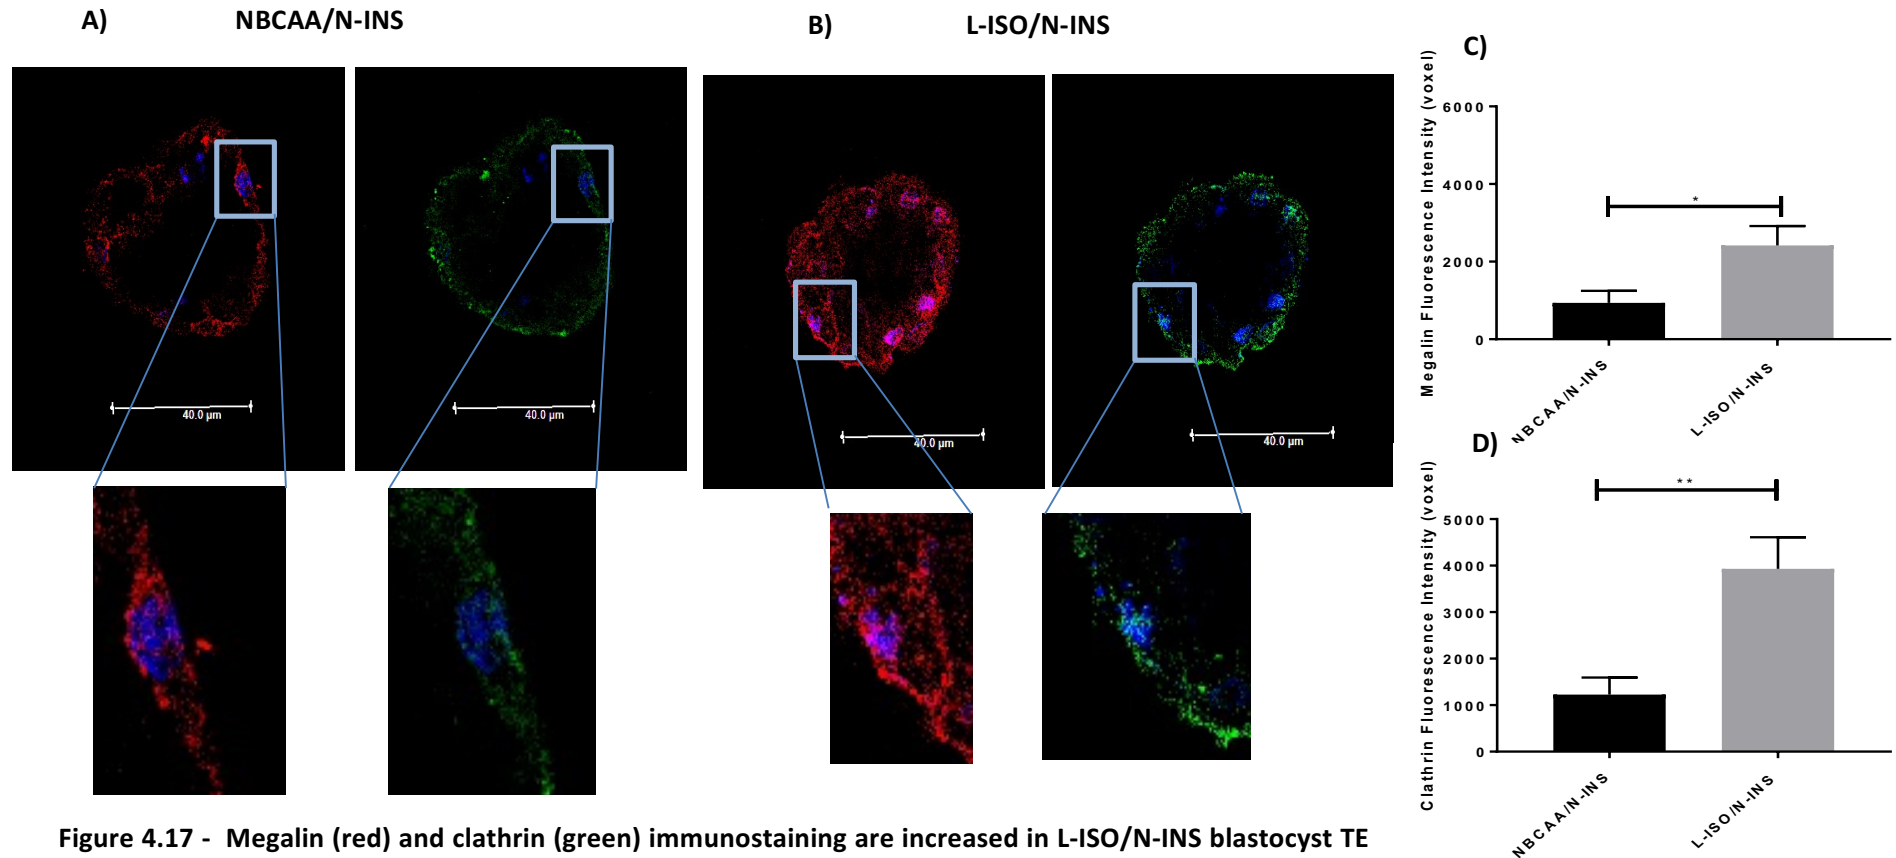 A) NBCAA/N-INS
B) L-ISO/N-INS
40.0 µm
40.0 µm
40.0 µm
40.0 µm
C)
Megalin Fluorescence Intensity (voxel)
6000
4000
2000
0
*
NBCAA/N-INS
L-ISO/N-INS
D)
Clathrin Fluorescence Intensity (voxel)
5000
4000
3000
2000
1000
0
**
NBCAA/N-INS
L-ISO/N-INS
Figure 4.17 - Megalin (red) and clathrin (green) immunostaining are increased in L-ISO/N-INS blastocyst TE